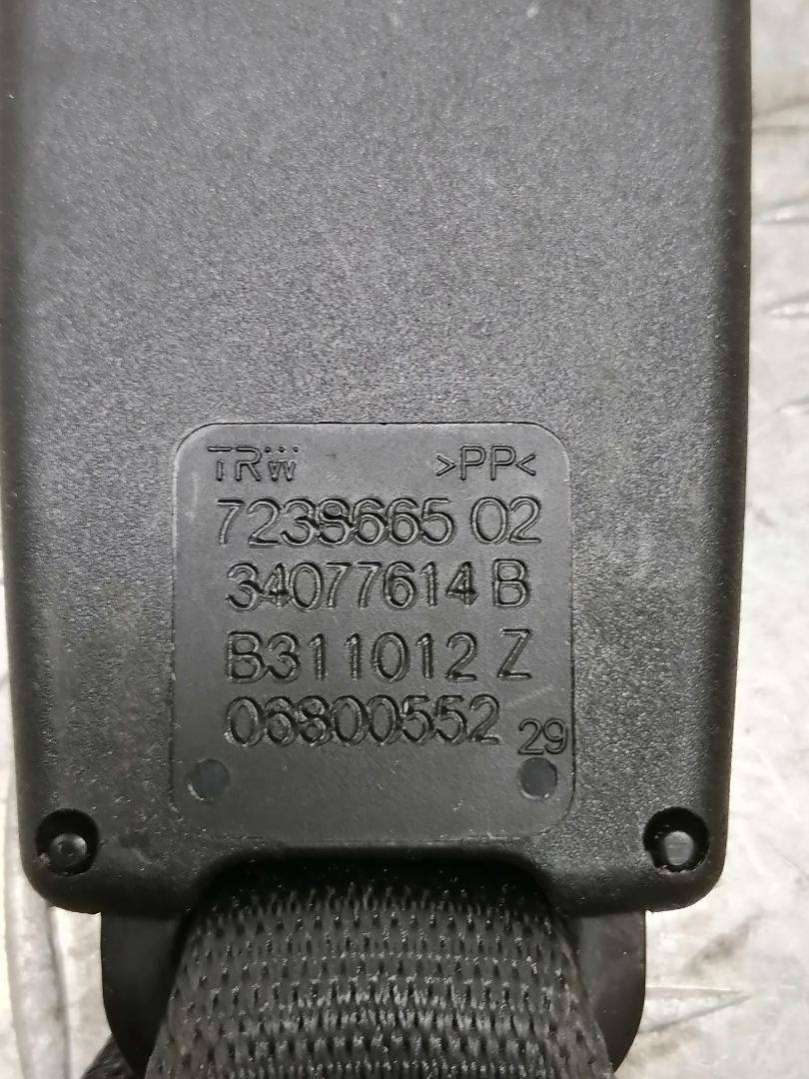 TRW >PP<
7238665 02
34077614 B
B311012 Z
06800552 29